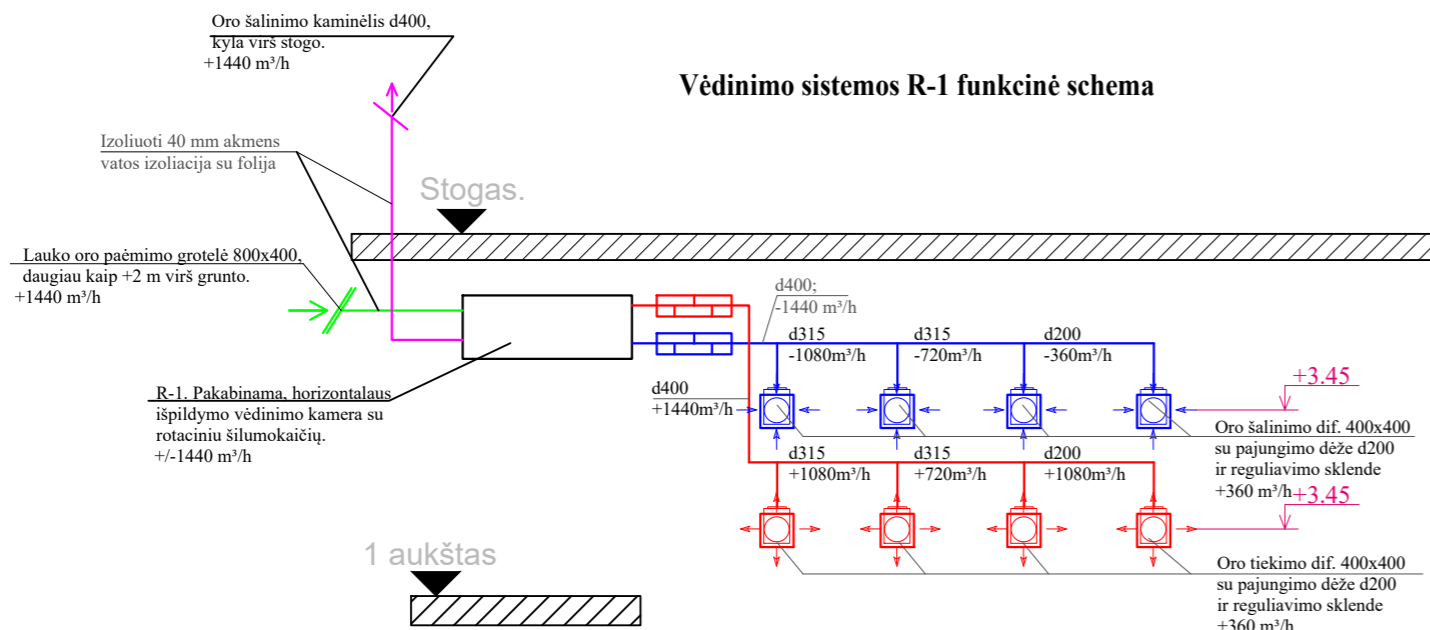 Oro šalinimo kaminėlis d400,
kyla virš stogo.
+1440 m³/h
Vėdinimo sistemos R-1 funkcinė schema
Izoliuoti 40 mm akmens
vatos izoliacija su folija
Stogas.
Lauko oro paėmimo grotelė 800x400,
daugiau kaip +2 m virš grunto.
+1440 m³/h
d400;
-1440 m³/h
d315
-1080m³/h
d315
-720m³/h
d200
-360m³/h
R-1. Pakabinama, horizontalaus
išpildymo vėdinimo kamera su
rotaciniu šilumokaičių.
+/-1440 m³/h
d400
+1440m³/h
+3.45
Oro šalinimo dif. 400x400
su pajungimo dėže d200
ir reguliavimo sklende
+360 m³/h
d315
+1080m³/h
d315
+720m³/h
d200
+1080m³/h
+3.45
1 aukštas
Oro tiekimo dif. 400x400
su pajungimo dėže d200
ir reguliavimo sklende
+360 m³/h